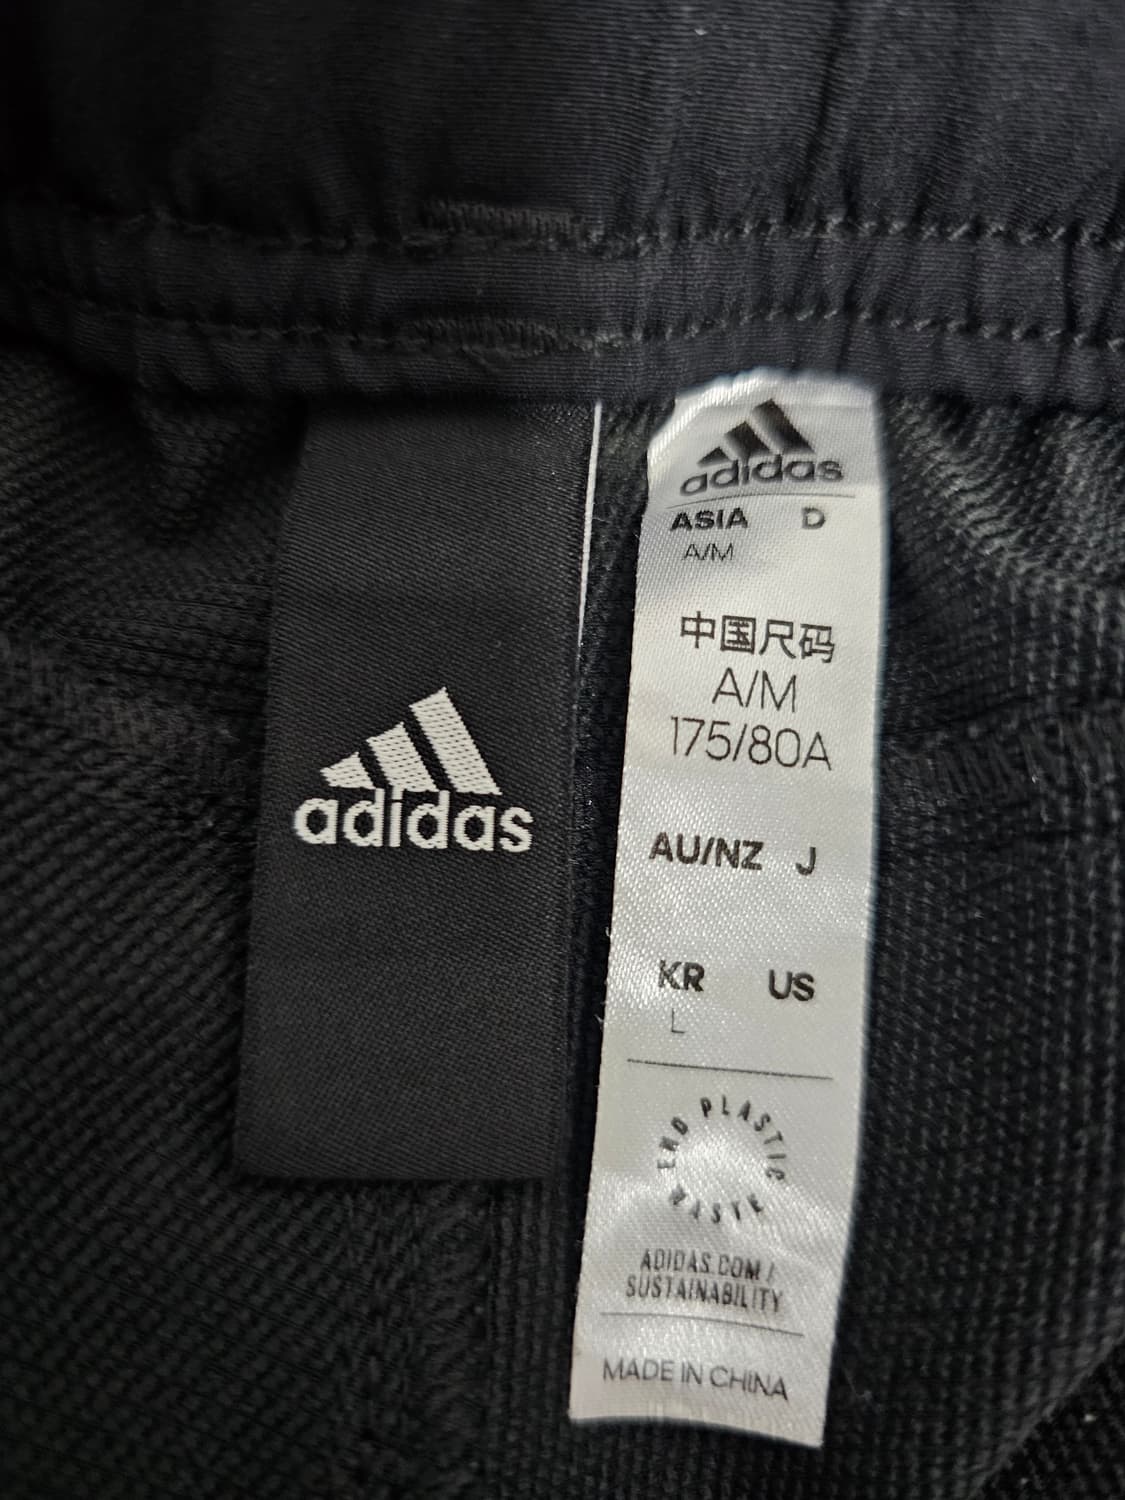 adidas
adidas
ASIA D
A/M
中国尺码
A/M
175/80A
AU/NZ J
KR US
L
END PLASTIC WASTE
ADIDAS.COM/
SUSTAINABILITY
MADE IN CHINA